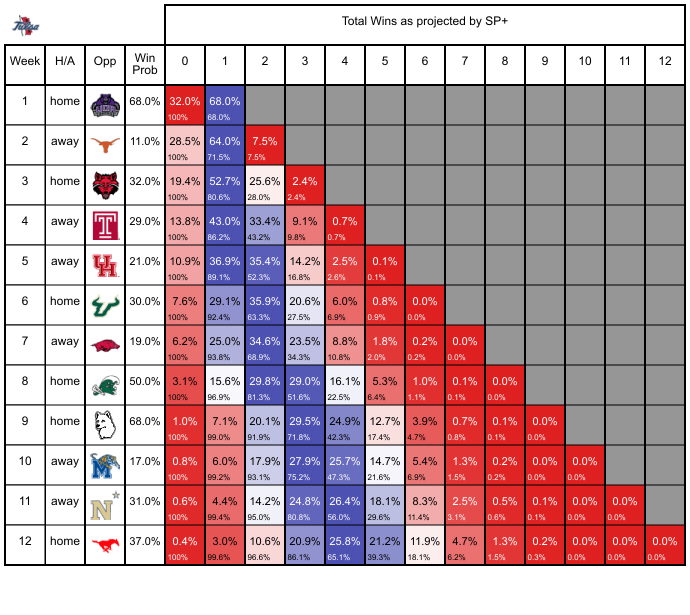 Tulsa
Total Wins as projected by SP+
Week H/A Opp Win Prob 0 1 2 3 4 5 6 7 8 9 10 11 12
1 home 68.0% 32.0% 68.0%
100% 68.0%
2 away 11.0% 28.5% 64.0% 7.5%
100% 71.5% 7.5%
3 home 32.0% 19.4% 52.7% 25.6% 2.4%
100% 80.6% 28.0% 2.4%
4 away T 29.0% 13.8% 43.0% 33.4% 9.1% 0.7%
100% 86.2% 43.2% 9.8% 0.7%
5 away UH 21.0% 10.9% 36.9% 35.4% 14.2% 2.5% 0.1%
100% 89.1% 52.3% 16.8% 2.6% 0.1%
6 home 30.0% 7.6% 29.1% 35.9% 20.6% 6.0% 0.8% 0.0%
100% 92.4% 63.3% 27.5% 6.9% 0.9% 0.0%
7 away 19.0% 6.2% 25.0% 34.6% 23.5% 8.8% 1.8% 0.2% 0.0%
100% 93.8% 68.9% 34.3% 10.8% 2.0% 0.2% 0.0%
8 home 50.0% 3.1% 15.6% 29.8% 29.0% 16.1% 5.3% 1.0% 0.1% 0.0%
100% 96.9% 81.3% 51.6% 22.5% 6.4% 1.1% 0.1% 0.0%
9 home 68.0% 1.0% 7.1% 20.1% 29.5% 24.9% 12.7% 3.9% 0.7% 0.1% 0.0%
100% 99.0% 91.9% 71.8% 42.3% 17.4% 4.7% 0.8% 0.1% 0.0%
10 away M 17.0% 0.8% 6.0% 17.9% 27.9% 25.7% 14.7% 5.4% 1.3% 0.2% 0.0% 0.0%
100% 99.2% 93.1% 75.2% 47.3% 21.6% 6.9% 1.5% 0.2% 0.0% 0.0%
11 away N 31.0% 0.6% 4.4% 14.2% 24.8% 26.4% 18.1% 8.3% 2.5% 0.5% 0.1% 0.0% 0.0%
100% 99.4% 95.0% 80.8% 56.0% 29.6% 11.4% 3.1% 0.6% 0.1% 0.0% 0.0%
12 home 37.0% 0.4% 3.0% 10.6% 20.9% 25.8% 21.2% 11.9% 4.7% 1.3% 0.2% 0.0% 0.0% 0.0%
100% 99.6% 96.6% 86.1% 65.1% 39.3% 18.1% 6.2% 1.5% 0.3% 0.0% 0.0% 0.0%